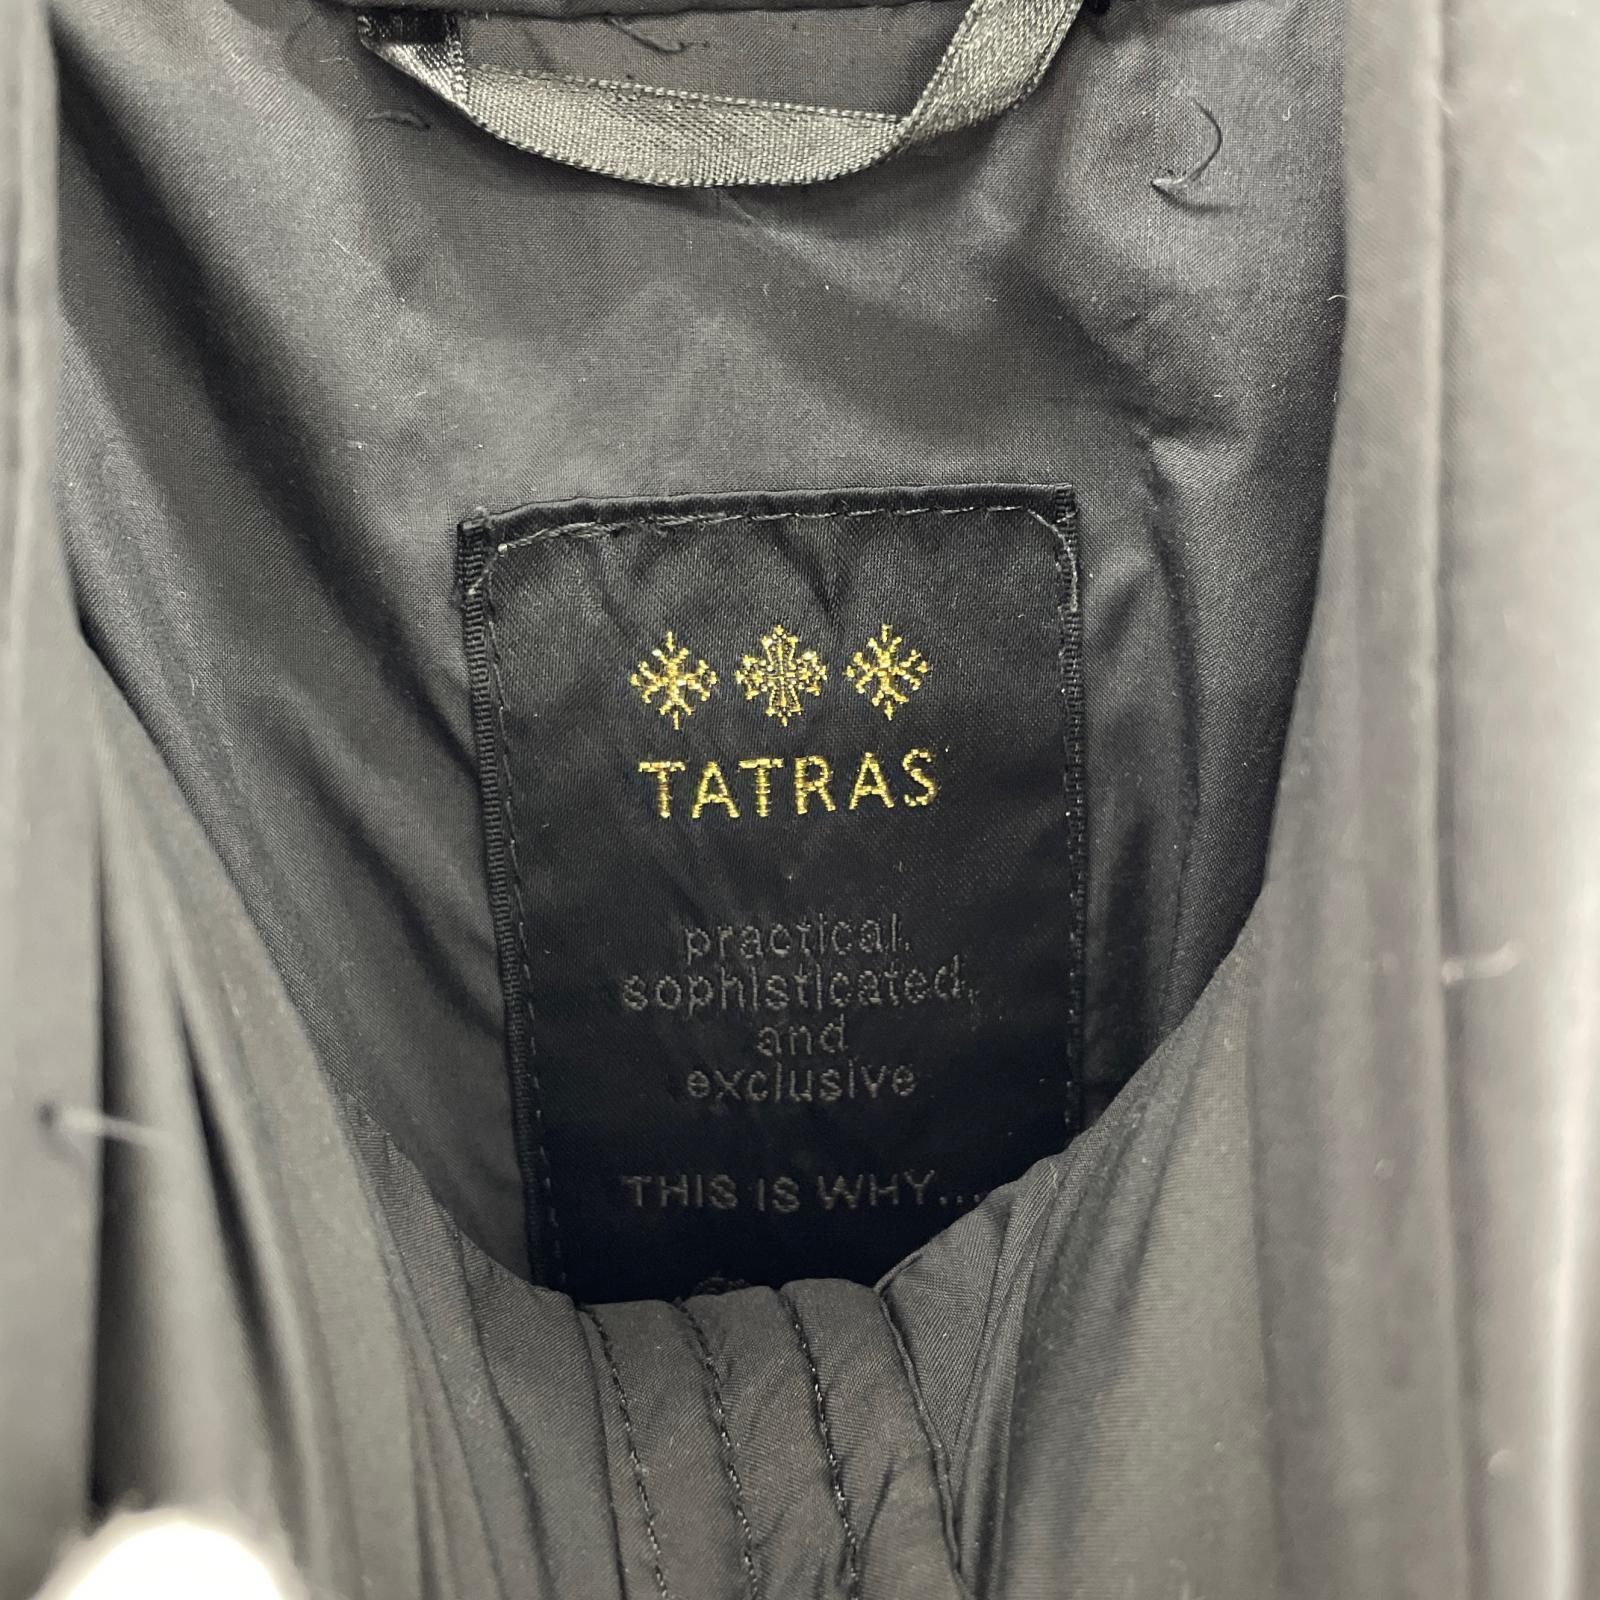 TATRAS
practical,
sophisticated,
and
exclusive
THIS IS WHY...